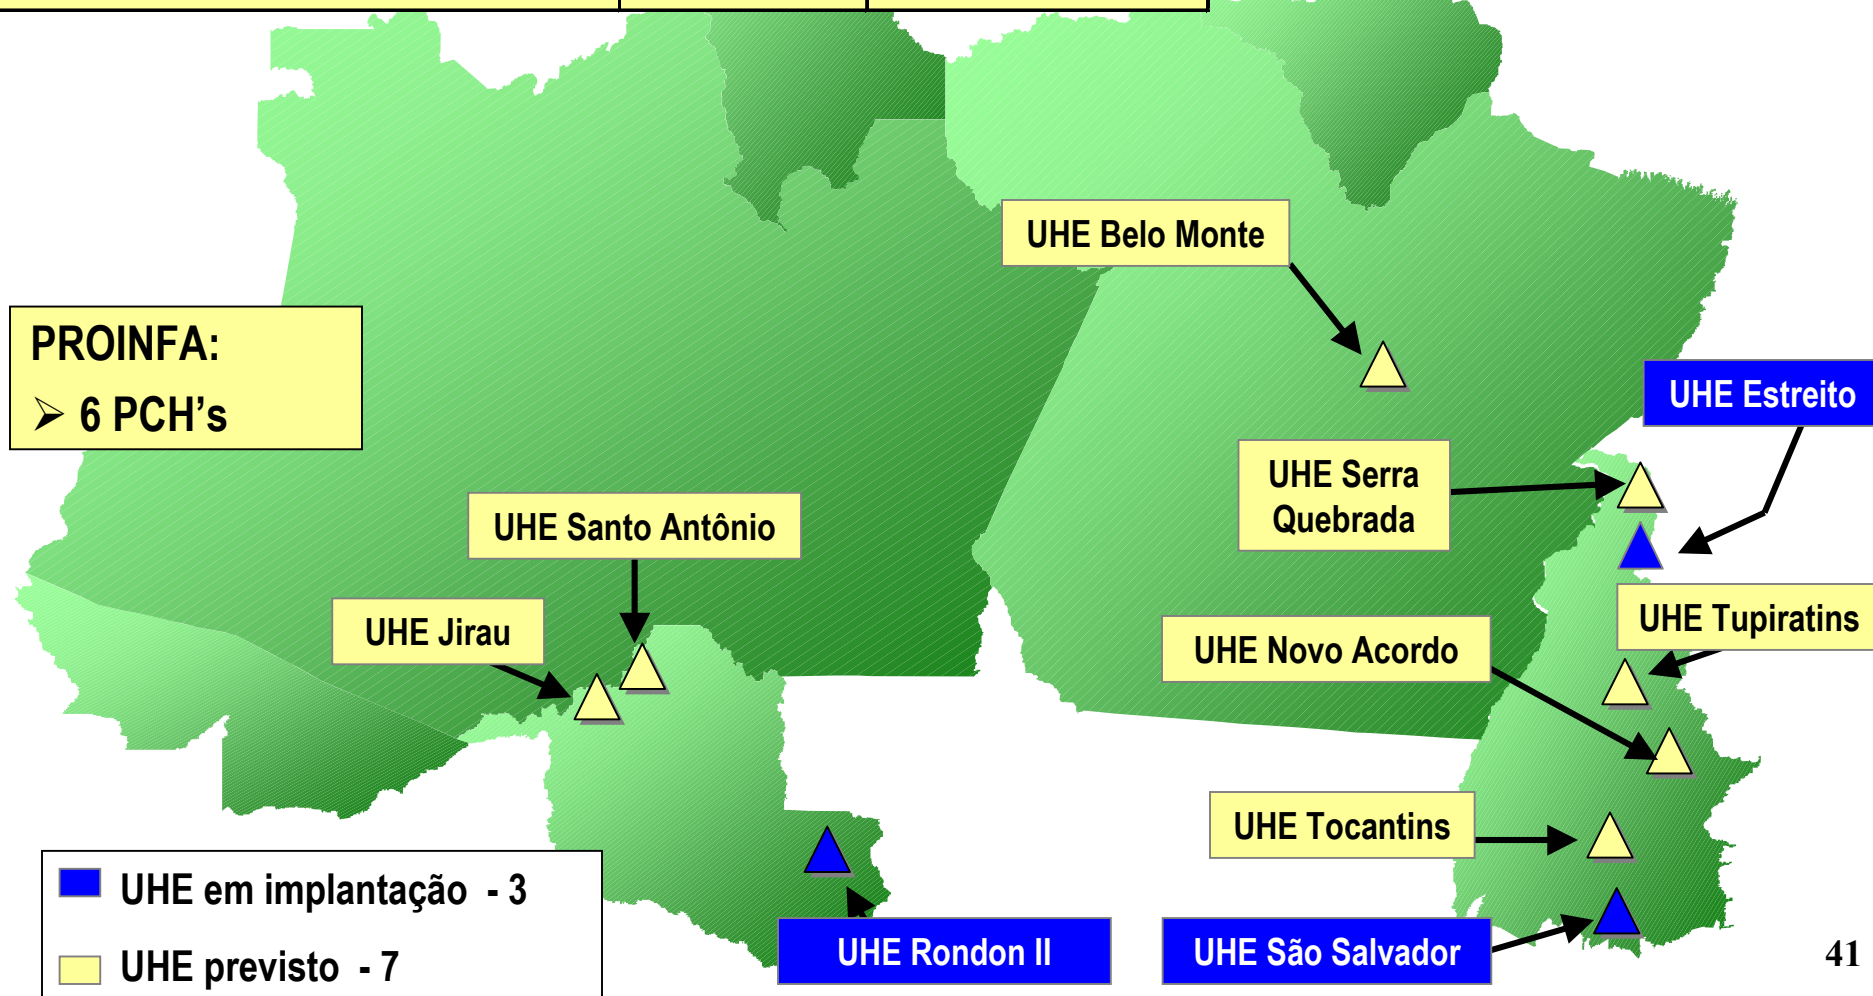 UHE Belo Monte
PROINFA:
➢ 6 PCH’s
UHE Estreito
UHE Serra
Quebrada
UHE Santo Antônio
UHE Jirau
UHE Tupiratins
UHE Novo Acordo
UHE Tocantins
UHE em implantação - 3
UHE previsto - 7
UHE Rondon II
UHE São Salvador
41